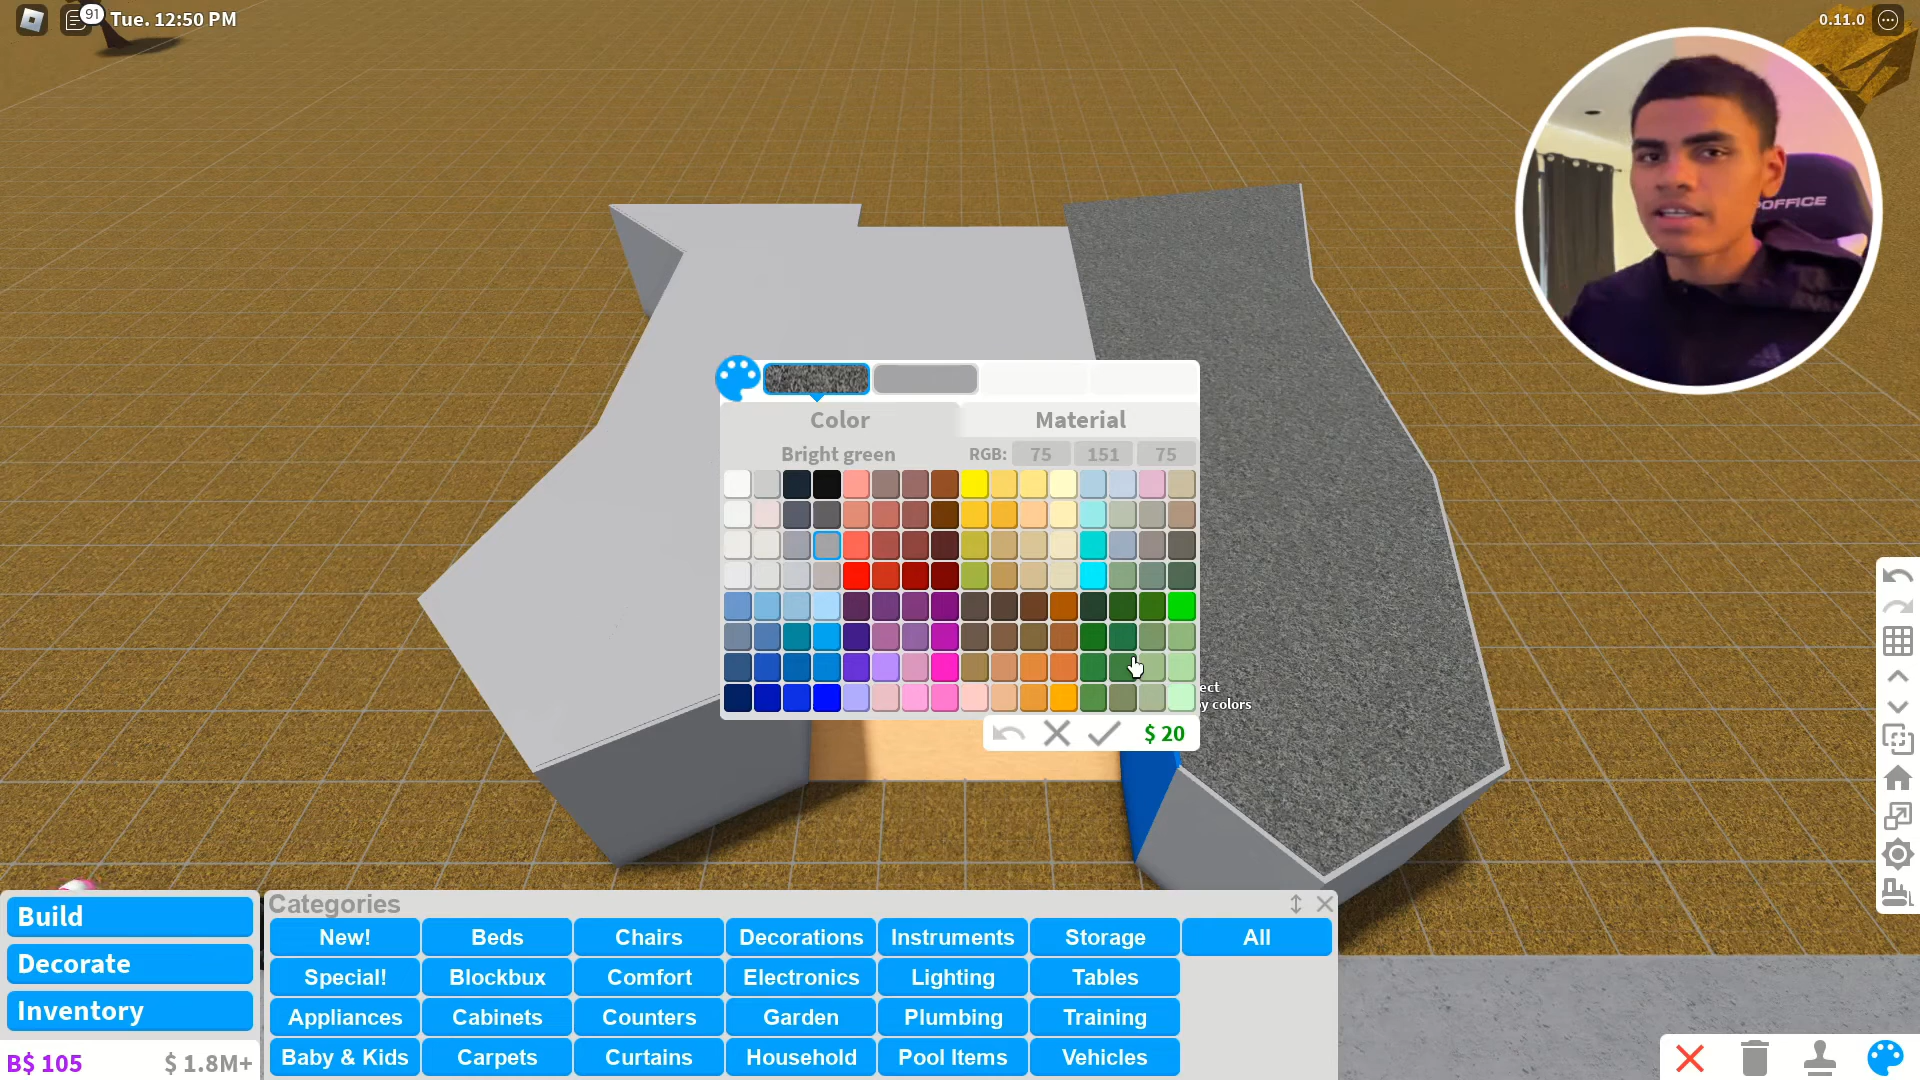 91
Tue. 12:50 PM
0.11.0
OFFICE
Color
Material
Bright green
RGB:
75
151
75
ect
y colors
$ 20
Build
Decorate
Inventory
B$ 105
$ 1.8M+
Categories
New!
Beds
Chairs
Decorations
Instruments
Storage
All
Special!
Blockbux
Comfort
Electronics
Lighting
Tables
Appliances
Cabinets
Counters
Garden
Plumbing
Training
Baby & Kids
Carpets
Curtains
Household
Pool Items
Vehicles